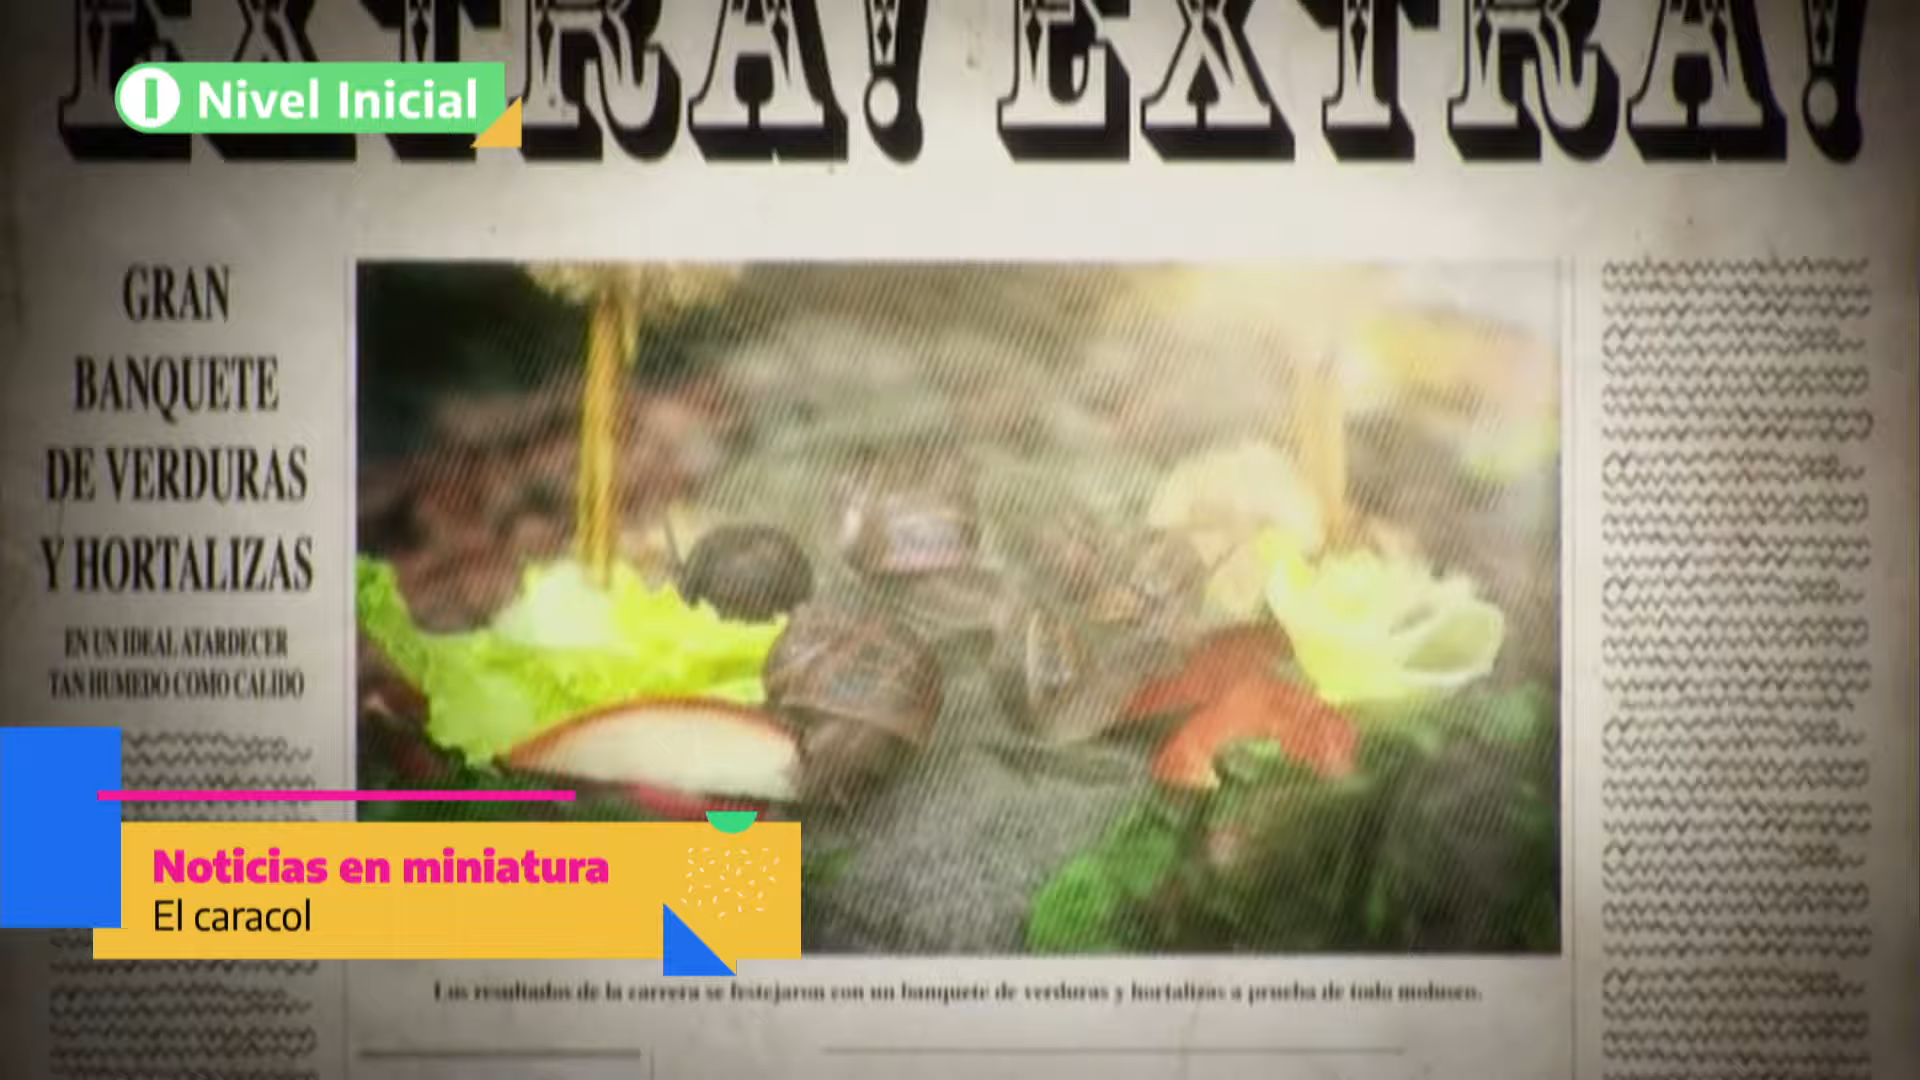 EXTRA! EXTRA!
Nivel Inicial
GRAN
BANQUETE
DE VERDURAS
Y HORTALIZAS
EN UN IDEAL ATARDECER
TAN HUMEDO COMO CALIDO
Noticias en miniatura
El caracol
Los resultados de la carrera se festejaron con un banquete de verduras y hortalizas a prueba de todo molusco.